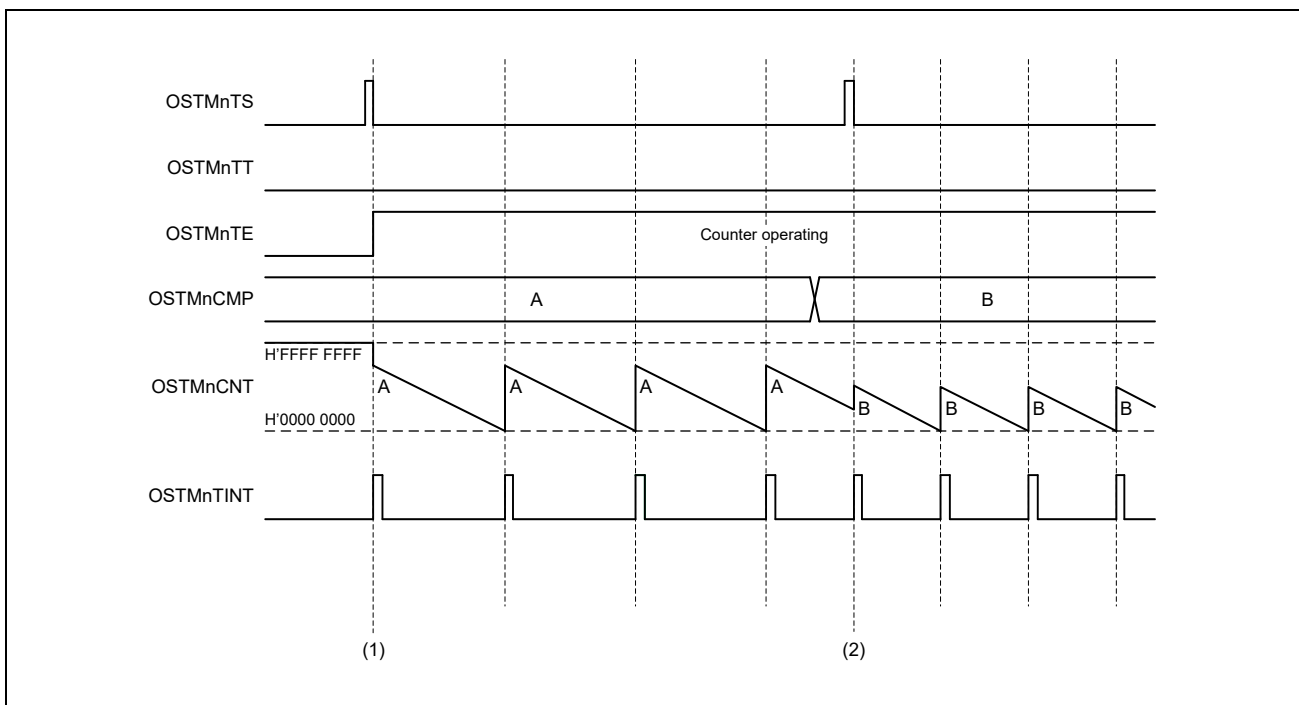 OSTMnTS
OSTMnTT
OSTMnTE
Counter operating
OSTMnCMP
A
B
H'FFFF FFFF
OSTMnCNT
A
A
A
A
B
B
B
B
H'0000 0000
OSTMnTINT
(1)
(2)